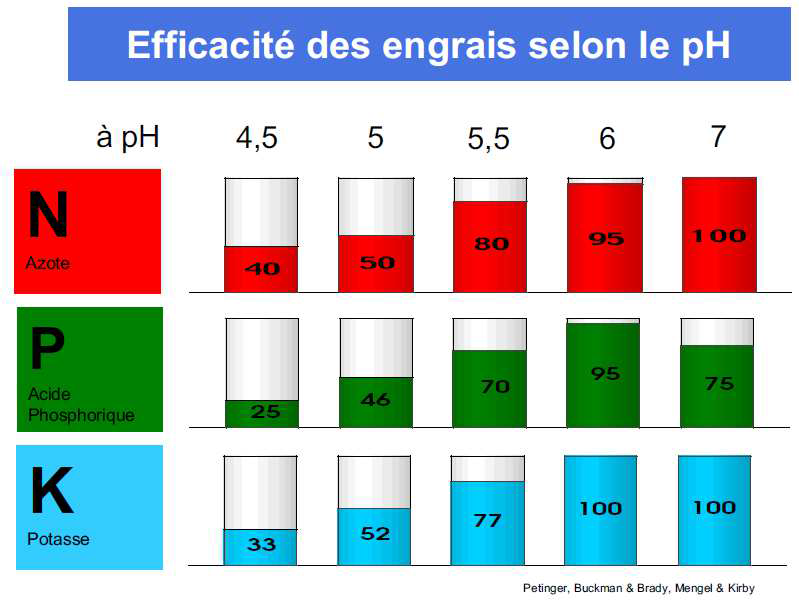 Efficacité des engrais selon le pH
à pH 4,5 5 5,5 6 7
N
Azote
40 50 80 95 100
P
Acide
Phosphorique
25 46 70 95 75
K
Potasse
33 52 77 100 100
Petinger, Buckman & Brady, Mengel & Kirby